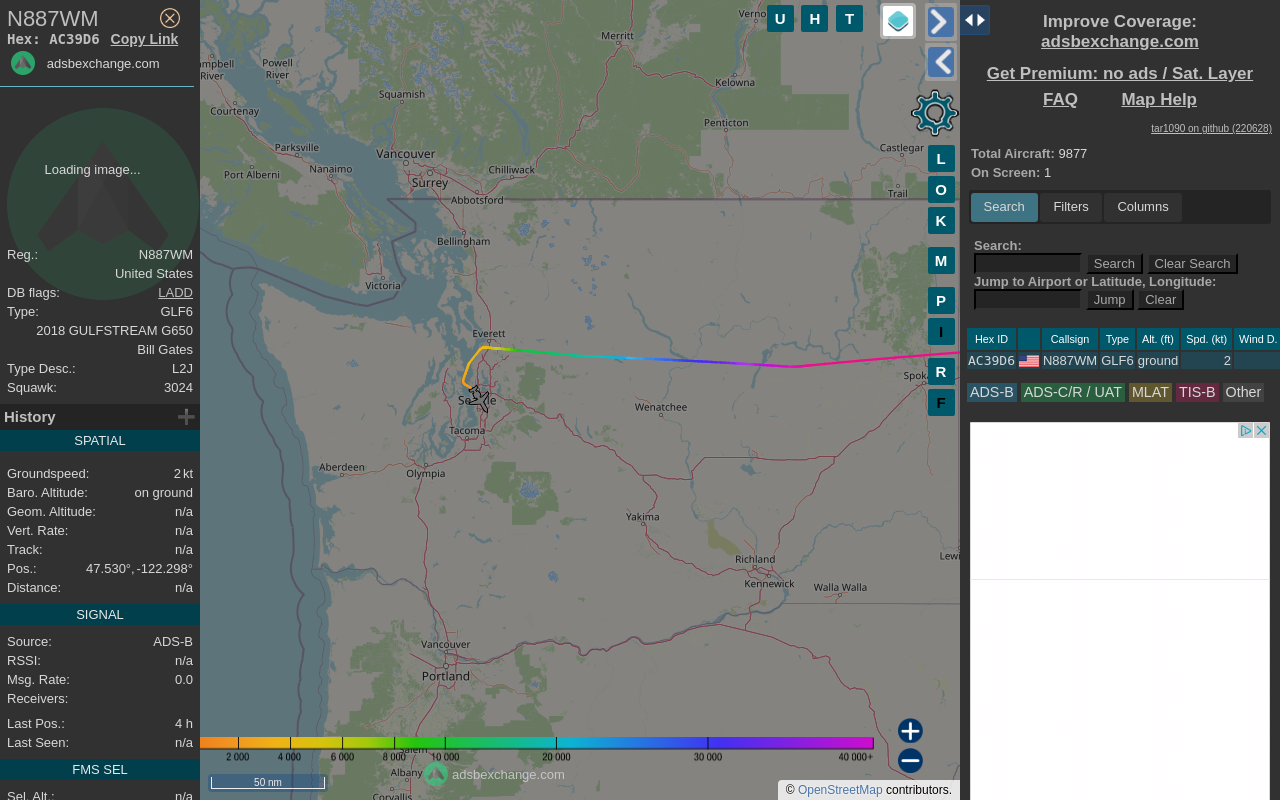 N887WM
Hex: AC39D6 Copy Link
adsbexchange.com
Loading image...
Reg.: N887WM
United States
DB flags: LADD
Type: GLF6
2018 GULFSTREAM G650
Bill Gates
Type Desc.: L2J
Squawk: 3024
History
SPATIAL
Groundspeed: 2 kt
Baro. Altitude: on ground
Geom. Altitude: n/a
Vert. Rate: n/a
Track: n/a
Pos.: 47.530°, -122.298°
Distance: n/a
SIGNAL
Source: ADS-B
RSSI: n/a
Msg. Rate: 0.0
Receivers:
Last Pos.: 4 h
Last Seen: n/a
FMS SEL
Sel. Alt.: n/a
U H T
L
O
K
M
P
I
R
F
Verno
Merritt
mpbell
River
Powell
River
Kelowna
Squamish
Courtenay
Penticton
Parksville
Vancouver
Castlegar
Nanaimo
Chilliwack
Port Alberni
Surrey
Trail
Abbotsford
Bellingham
Victoria
Everett
Spok
Se le
Wenatchee
Tacoma
Aberdeen
Olympia
Yakima
Richland
Lewi
Kennewick
Walla Walla
Vancouver
Portland
Salem
Albany
Corvallis
2 000 4 000 6 000 8 000 10 000 20 000 30 000 40 000+
50 nm
adsbexchange.com
© OpenStreetMap contributors.
Improve Coverage:
adsbexchange.com
Get Premium: no ads / Sat. Layer
FAQ Map Help
tar1090 on github (220628)
Total Aircraft: 9877
On Screen: 1
Search Filters Columns
Search:
Search Clear Search
Jump to Airport or Latitude, Longitude:
Jump Clear
Hex ID Callsign Type Alt. (ft) Spd. (kt) Wind D.
AC39D6 N887WM GLF6 ground 2
ADS-B ADS-C/R / UAT MLAT TIS-B Other